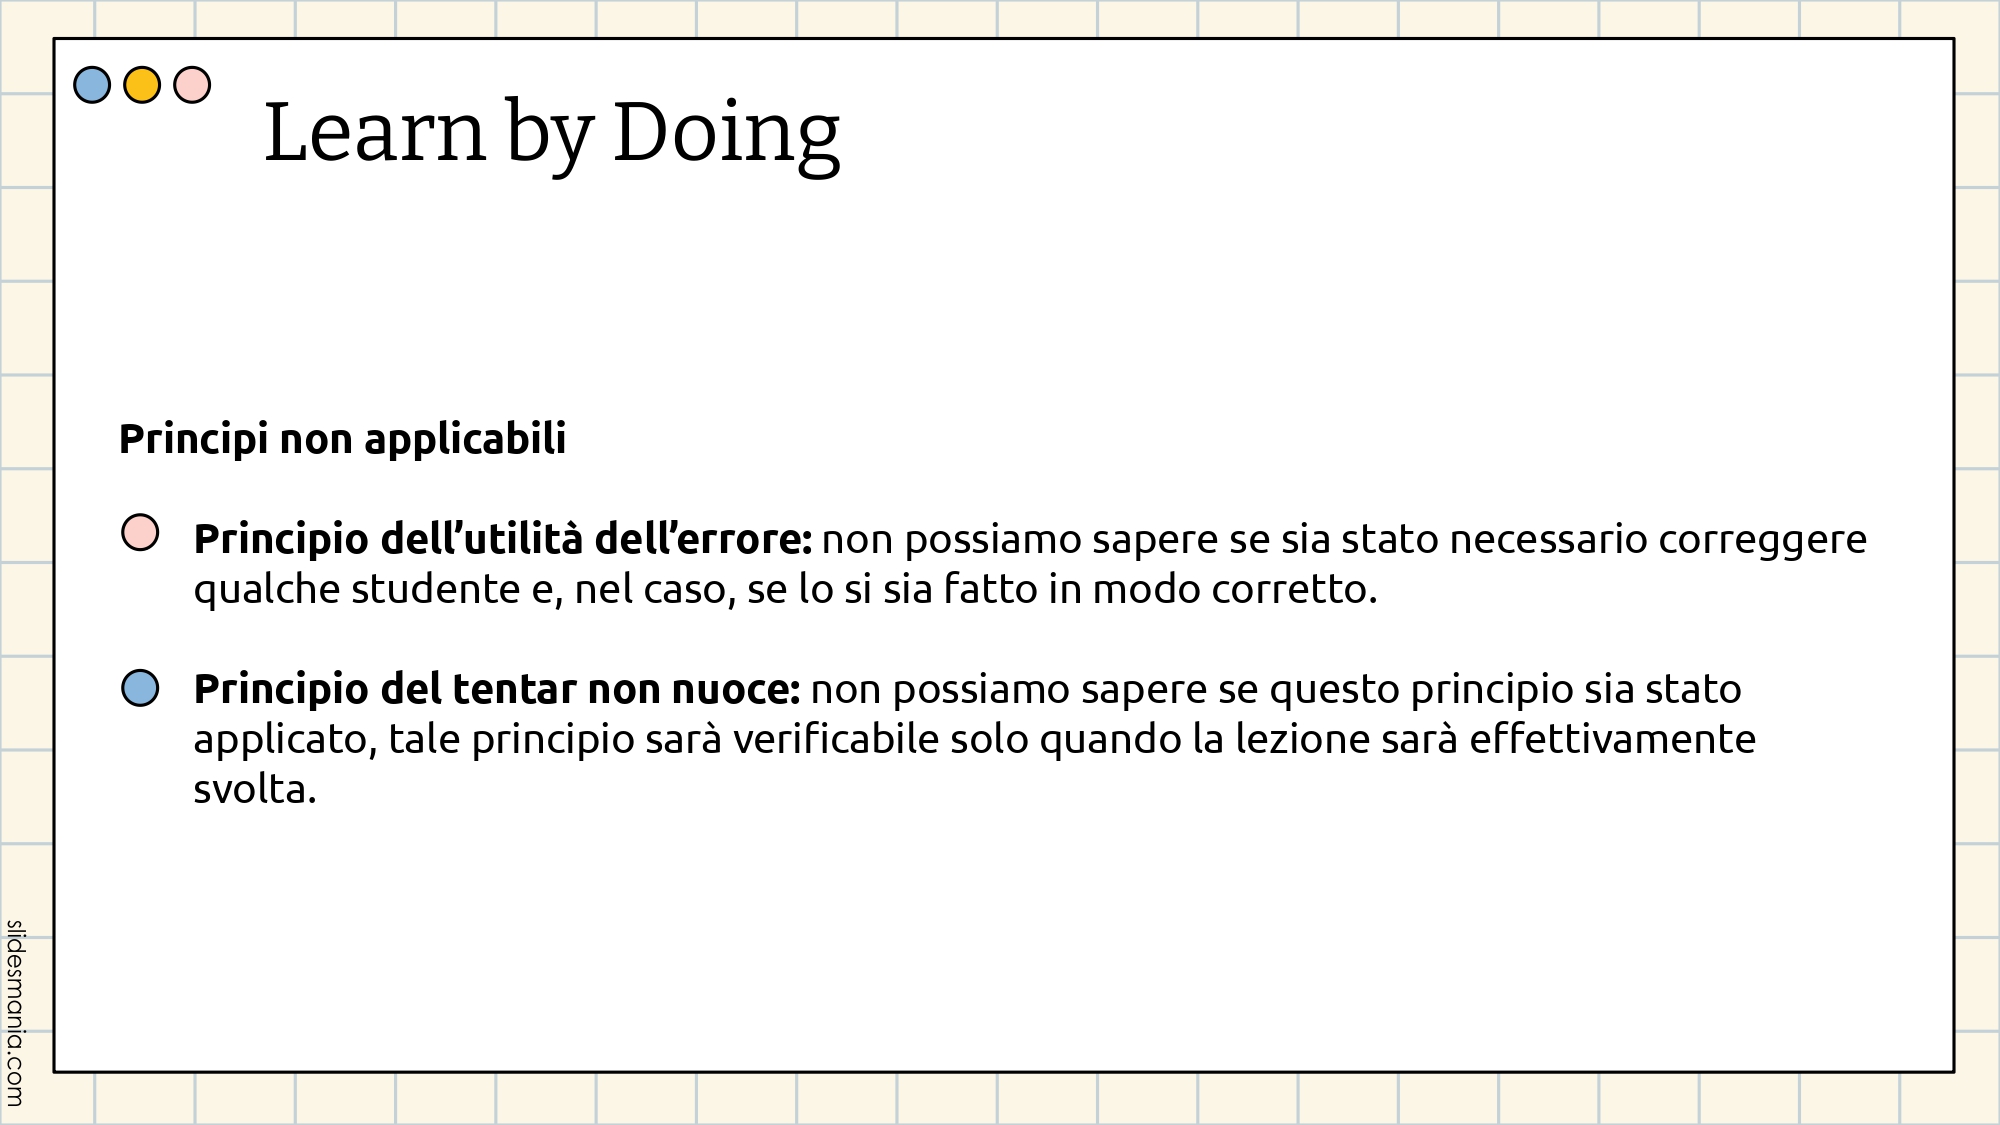 Learn by Doing
Principi non applicabili
Principio dell’utilità dell’errore: non possiamo sapere se sia stato necessario correggere
qualche studente e, nel caso, se lo si sia fatto in modo corretto.
Principio del tentar non nuoce: non possiamo sapere se questo principio sia stato
applicato, tale principio sarà verificabile solo quando la lezione sarà effettivamente
svolta.
slidesmania.com